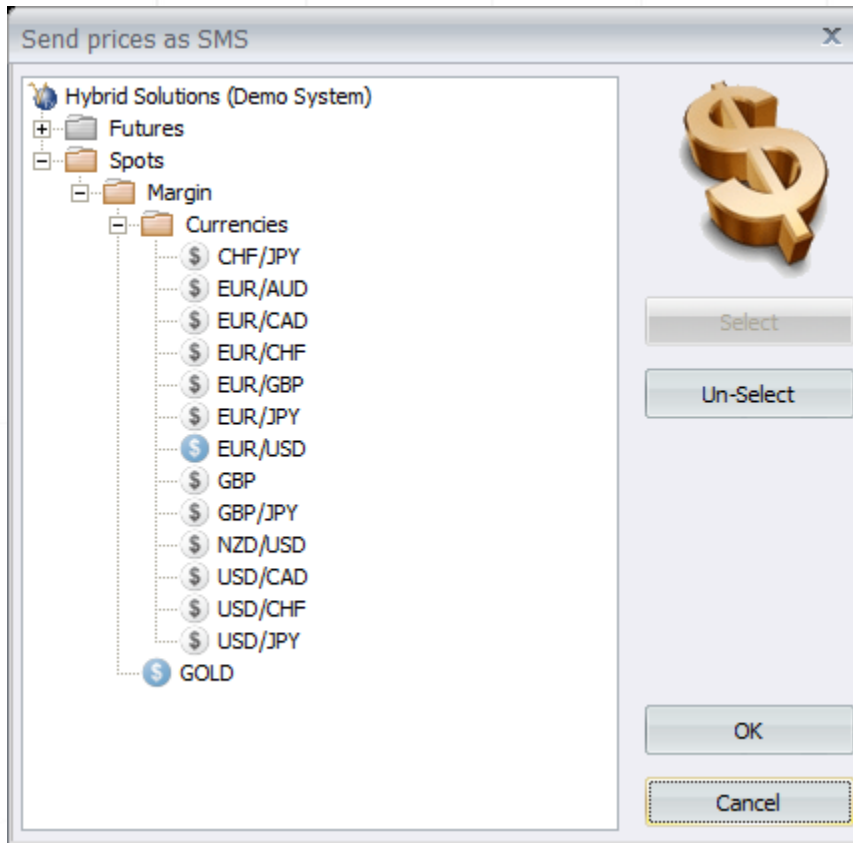 Send prices as SMS
Hybrid Solutions (Demo System)
Futures
Spots
Margin
Currencies
CHF/JPY
EUR/AUD
EUR/CAD
EUR/CHF
EUR/GBP
EUR/JPY
EUR/USD
GBP
GBP/JPY
NZD/USD
USD/CAD
USD/CHF
USD/JPY
GOLD
Select
Un-Select
OK
Cancel